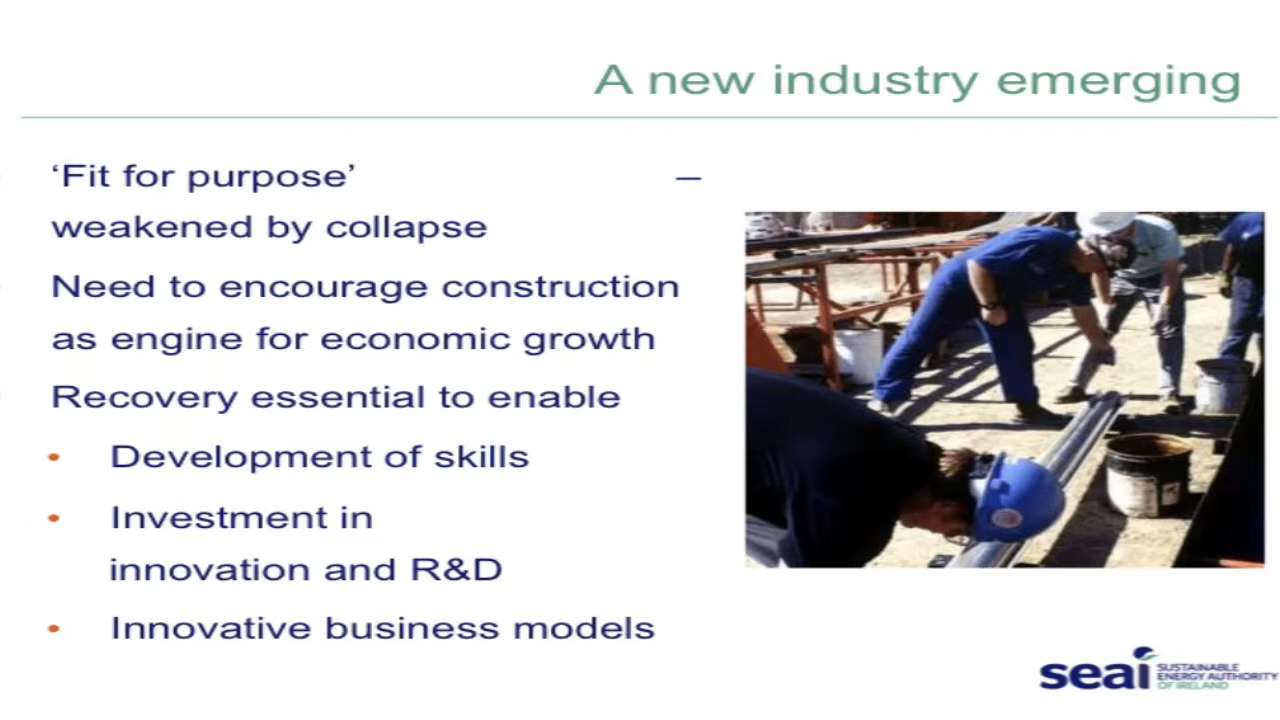 A new industry emerging
‘Fit for purpose’ –
weakened by collapse
Need to encourage construction
as engine for economic growth
Recovery essential to enable
• Development of skills
• Investment in
innovation and R&D
• Innovative business models
seai SUSTAINABLE
ENERGY AUTHORITY
OF IRELAND